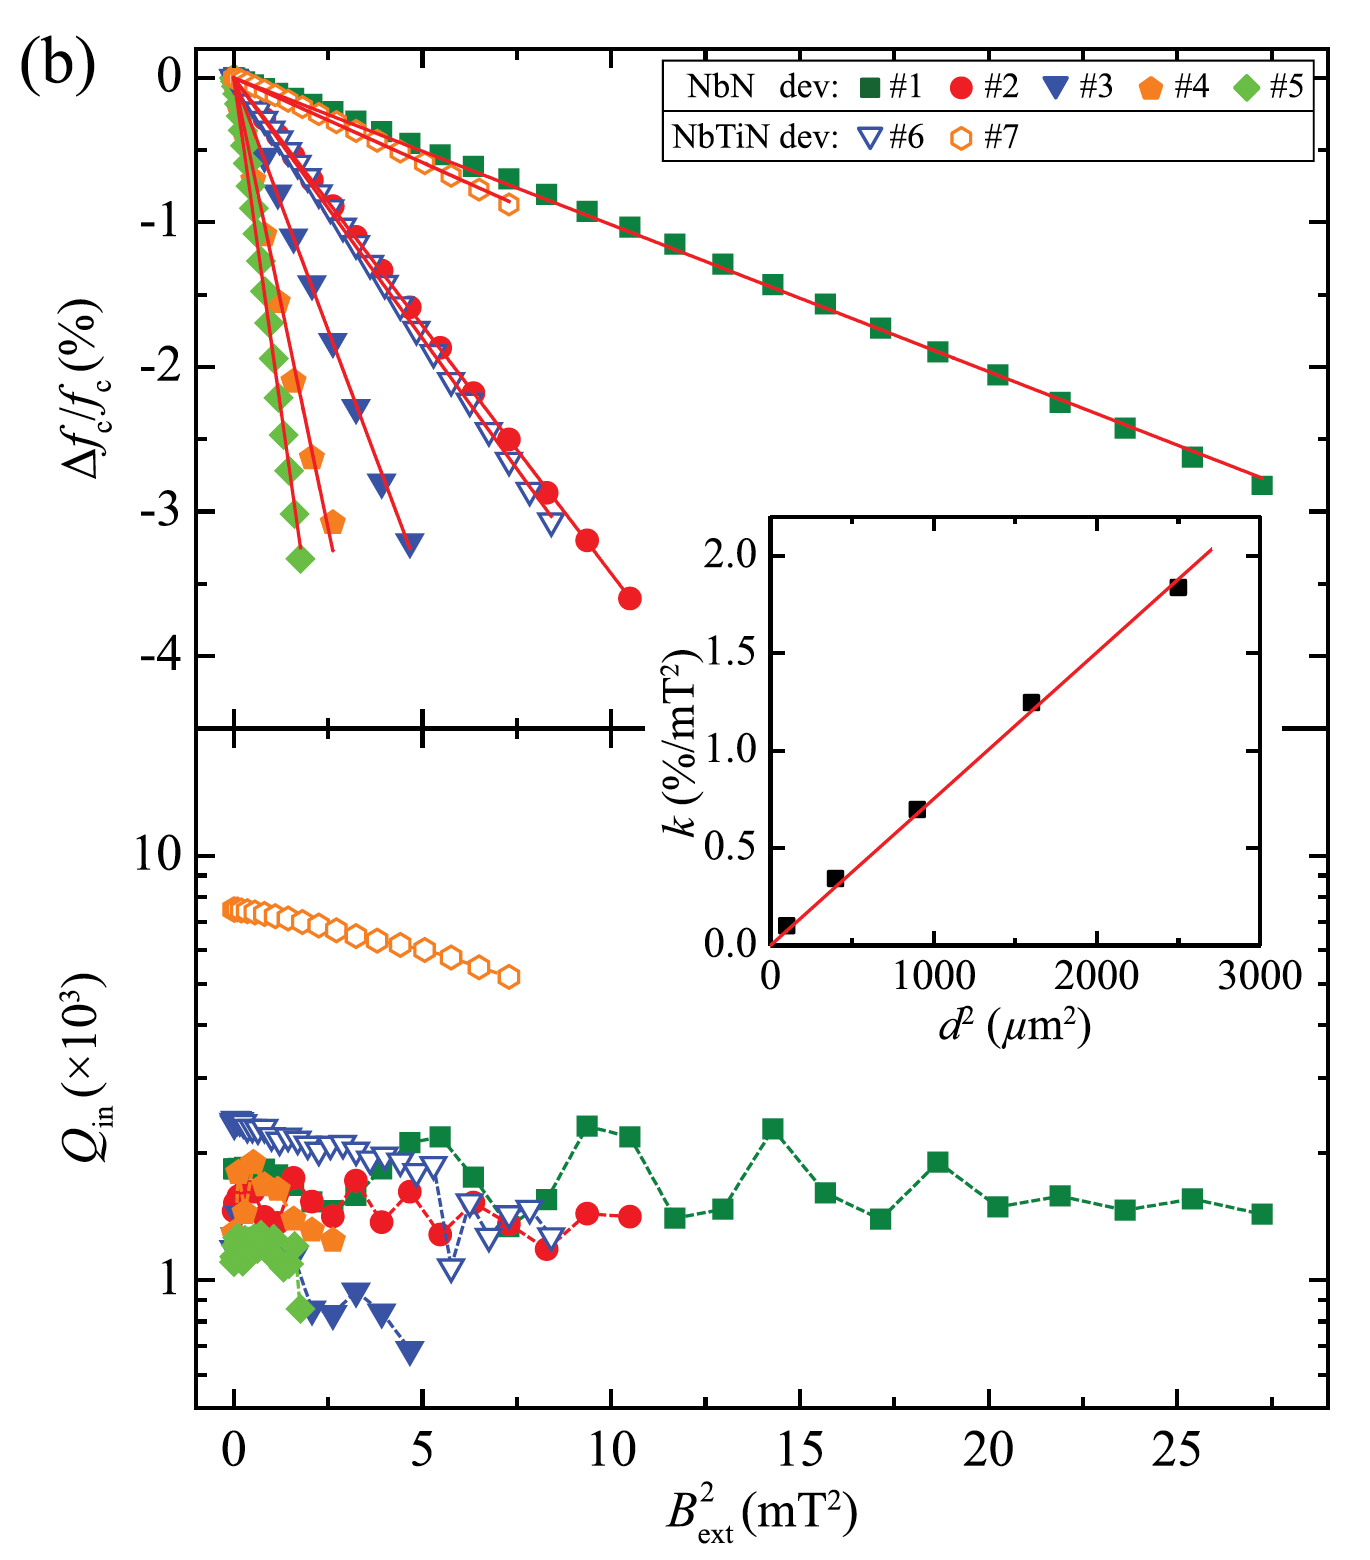 (b)
NbN dev: #1 #2 #3 #4 #5
NbTiN dev: #6 #7
0
-1
-2
-3
-4
Δf_c/f_c (%)
2.0
1.5
1.0
0.5
0.0
k (%/mT²)
0 1000 2000 3000
d² (μm²)
10
1
Q_in (×10³)
0 5 10 15 20 25
B²_ext (mT²)